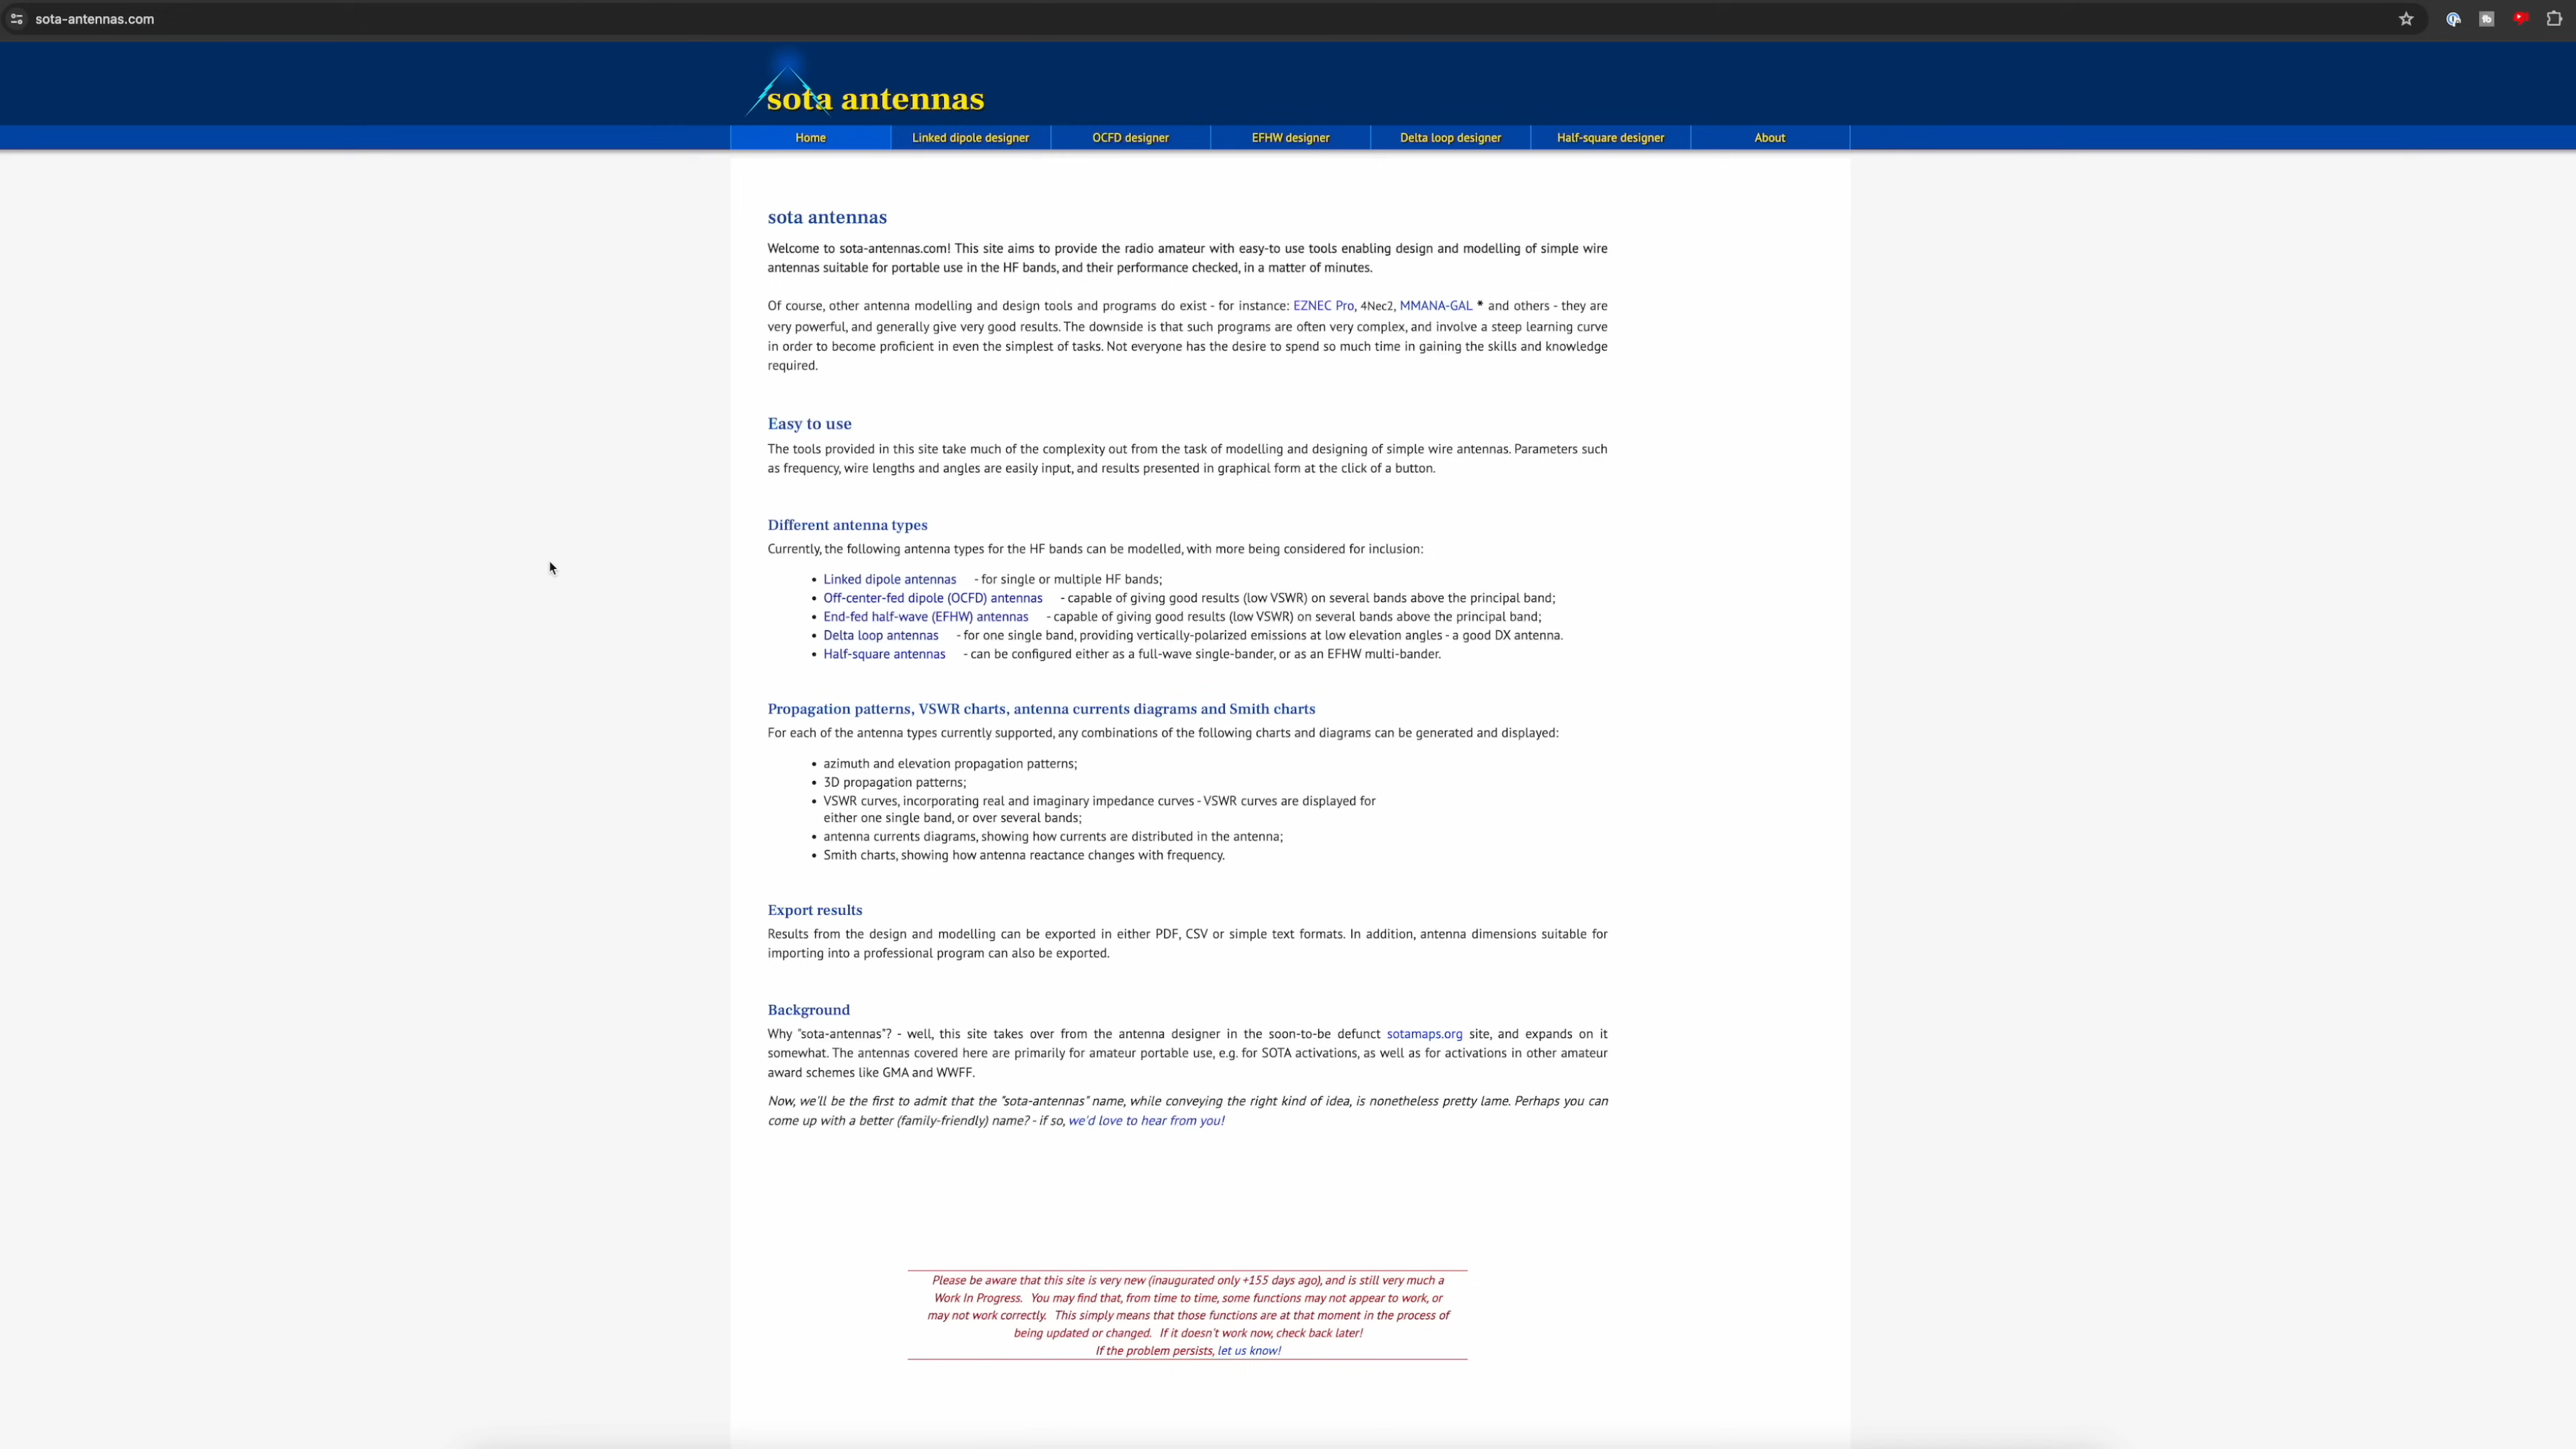 sota-antennas.com
sota antennas
Home
Linked dipole designer
OCFD designer
EFHW designer
Delta loop designer
Half-square designer
About
sota antennas
Welcome to sota-antennas.com! This site aims to provide the radio amateur with easy-to use tools enabling design and modelling of simple wire
antennas suitable for portable use in the HF bands, and their performance checked, in a matter of minutes.
Of course, other antenna modelling and design tools and programs do exist - for instance: EZNEC Pro, 4Nec2, MMANA-GAL * and others - they are
very powerful, and generally give very good results. The downside is that such programs are often very complex, and involve a steep learning curve
in order to become proficient in even the simplest of tasks. Not everyone has the desire to spend so much time in gaining the skills and knowledge
required.
Easy to use
The tools provided in this site take much of the complexity out from the task of modelling and designing of simple wire antennas. Parameters such
as frequency, wire lengths and angles are easily input, and results presented in graphical form at the click of a button.
Different antenna types
Currently, the following antenna types for the HF bands can be modelled, with more being considered for inclusion:
• Linked dipole antennas - for single or multiple HF bands;
• Off-center-fed dipole (OCFD) antennas - capable of giving good results (low VSWR) on several bands above the principal band;
• End-fed half-wave (EFHW) antennas - capable of giving good results (low VSWR) on several bands above the principal band;
• Delta loop antennas - for one single band, providing vertically-polarized emissions at low elevation angles - a good DX antenna.
• Half-square antennas - can be configured either as a full-wave single-bander, or as an EFHW multi-bander.
Propagation patterns, VSWR charts, antenna currents diagrams and Smith charts
For each of the antenna types currently supported, any combinations of the following charts and diagrams can be generated and displayed:
• azimuth and elevation propagation patterns;
• 3D propagation patterns;
• VSWR curves, incorporating real and imaginary impedance curves - VSWR curves are displayed for
either one single band, or over several bands;
• antenna currents diagrams, showing how currents are distributed in the antenna;
• Smith charts, showing how antenna reactance changes with frequency.
Export results
Results from the design and modelling can be exported in either PDF, CSV or simple text formats. In addition, antenna dimensions suitable for
importing into a professional program can also be exported.
Background
Why "sota-antennas"? - well, this site takes over from the antenna designer in the soon-to-be defunct sotamaps.org site, and expands on it
somewhat. The antennas covered here are primarily for amateur portable use, e.g. for SOTA activations, as well as for activations in other amateur
award schemes like GMA and WWFF.
Now, we'll be the first to admit that the "sota-antennas" name, while conveying the right kind of idea, is nonetheless pretty lame. Perhaps you can
come up with a better (family-friendly) name? - if so, we'd love to hear from you!
Please be aware that this site is very new (inaugurated only +155 days ago), and is still very much a
Work In Progress. You may find that, from time to time, some functions may not appear to work, or
may not work correctly. This simply means that those functions are at that moment in the process of
being updated or changed. If it doesn't work now, check back later!
If the problem persists, let us know!